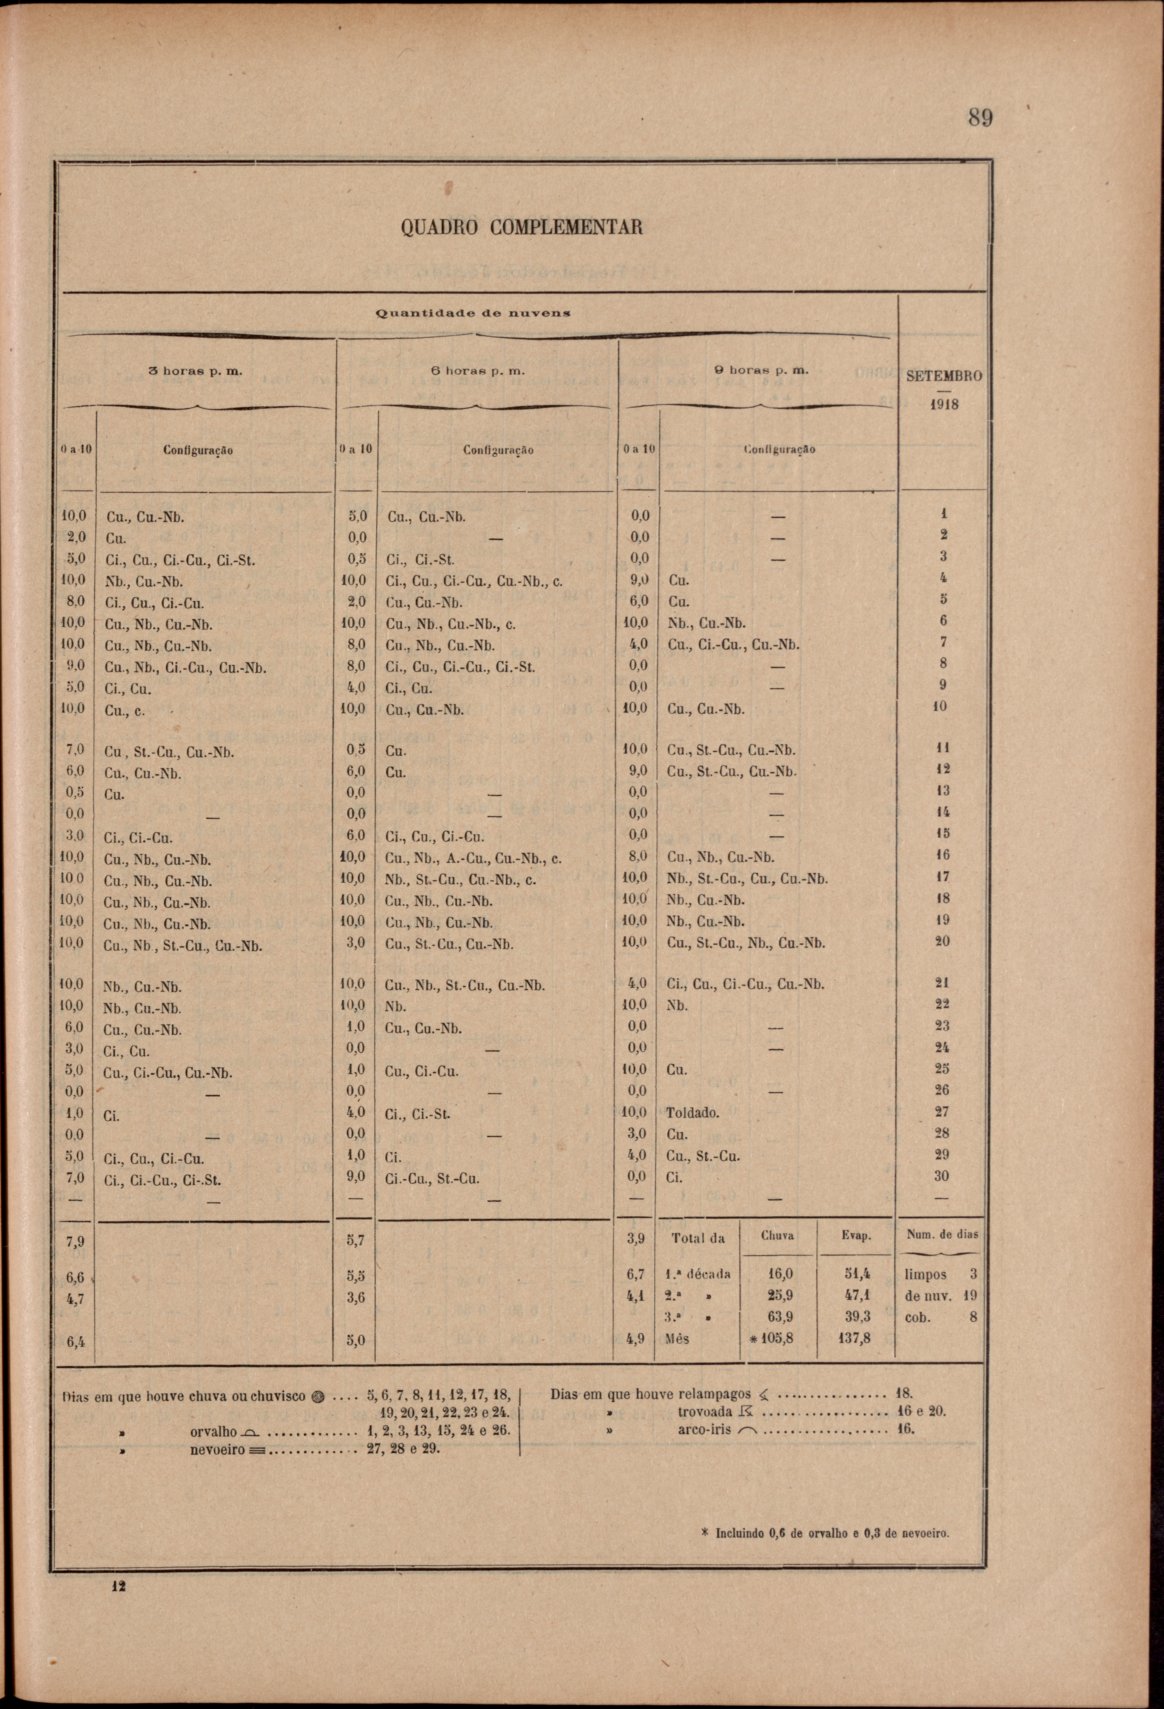 89
QUADRO COMPLEMENTAR
Quantidade de nuvens
3 horas p. m. 6 horas p. m. 9 horas p. m. SETEMBRO
1918
0 a 10 Configuração 0 a 10 Configuração 0 a 10 Configuração
10,0 Cu., Cu.-Nb. 5,0 Cu., Cu.-Nb. 0,0 — 1
2,0 Cu. 0,0 — 0,0 — 2
5,0 Ci., Cu., Ci.-Cu., Ci.-St. 0,5 Ci., Ci.-St. 0,0 — 3
10,0 Nb., Cu.-Nb. 10,0 Ci., Cu., Ci.-Cu., Cu.-Nb., c. 9,0 Cu. 4
8,0 Ci., Cu., Ci.-Cu. 2,0 Cu., Cu.-Nb. 6,0 Cu. 5
10,0 Cu., Nb., Cu.-Nb. 10,0 Cu., Nb., Cu.-Nb., c. 10,0 Nb., Cu.-Nb. 6
10,0 Cu., Nb., Cu.-Nb. 8,0 Cu., Nb., Cu.-Nb. 4,0 Cu., Ci.-Cu., Cu.-Nb. 7
9,0 Cu., Nb., Ci.-Cu., Cu.-Nb. 8,0 Ci., Cu., Ci.-Cu., Ci.-St. 0,0 — 8
5,0 Ci., Cu. 4,0 Ci., Cu. 0,0 — 9
10,0 Cu., c. 10,0 Cu., Cu.-Nb. 10,0 Cu., Cu.-Nb. 10
7,0 Cu , St.-Cu., Cu.-Nb. 0,5 Cu. 10,0 Cu., St.-Cu., Cu.-Nb. 11
6,0 Cu., Cu.-Nb. 6,0 Cu. 9,0 Cu., St.-Cu., Cu.-Nb. 12
0,5 Cu. 0,0 — 0,0 — 13
0,0 — 0,0 — 0,0 — 14
3,0 Ci., Ci.-Cu. 6,0 Ci., Cu., Ci.-Cu. 0,0 — 15
10,0 Cu., Nb., Cu.-Nb. 10,0 Cu., Nb., A.-Cu., Cu.-Nb., c. 8,0 Cu., Nb., Cu.-Nb. 16
10 0 Cu., Nb., Cu.-Nb. 10,0 Nb., St.-Cu., Cu.-Nb., c. 10,0 Nb., St.-Cu., Cu., Cu.-Nb. 17
10,0 Cu., Nb., Cu.-Nb. 10,0 Cu., Nb., Cu.-Nb. 10,0 Nb., Cu.-Nb. 18
10,0 Cu., Nb., Cu.-Nb. 10,0 Cu., Nb., Cu.-Nb. 10,0 Nb., Cu.-Nb. 19
10,0 Cu., Nb , St.-Cu., Cu.-Nb. 3,0 Cu., St.-Cu., Cu.-Nb. 10,0 Cu., St.-Cu., Nb., Cu.-Nb. 20
10,0 Nb., Cu.-Nb. 10,0 Cu., Nb., St.-Cu., Cu.-Nb. 4,0 Ci., Cu., Ci.-Cu., Cu.-Nb. 21
10,0 Nb., Cu.-Nb. 10,0 Nb. 10,0 Nb. 22
6,0 Cu., Cu.-Nb. 1,0 Cu., Cu.-Nb. 0,0 — 23
3,0 Ci., Cu. 0,0 — 0,0 — 24
5,0 Cu., Ci.-Cu., Cu.-Nb. 1,0 Cu., Ci.-Cu. 10,0 Cu. 25
0,0 — 0,0 — 0,0 — 26
1,0 Ci. 4,0 Ci., Ci.-St. 10,0 Toldado. 27
0,0 — 0,0 — 3,0 Cu. 28
5,0 Ci., Cu., Ci.-Cu. 1,0 Ci. 4,0 Cu., St.-Cu. 29
7,0 Ci., Ci.-Cu., Ci-.St. 9,0 Ci.-Cu., St.-Cu. 0,0 Ci. 30
— — — — — — —
7,9 5,7 3,9 Total da Chuva Evap. Num. de dias
6,6 5,5 6,7 1.ª década 16,0 51,4 limpos 3
4,7 3,6 4,1 2.ª » 25,9 47,1 de nuv. 19
3.ª » 63,9 39,3 cob. 8
6,4 5,0 4,9 Mês * 105,8 137,8
Dias em que houve chuva ou chuvisco .... 5, 6, 7, 8, 11, 12, 17, 18, Dias em que houve relampagos ................ 18.
19, 20, 21, 22, 23 e 24. » trovoada .................. 16 e 20.
» orvalho ............. 1, 2, 3, 13, 15, 24 e 26. » arco-iris .................. 16.
» nevoeiro ............. 27, 28 e 29.
* Incluindo 0,6 de orvalho e 0,3 de nevoeiro.
12